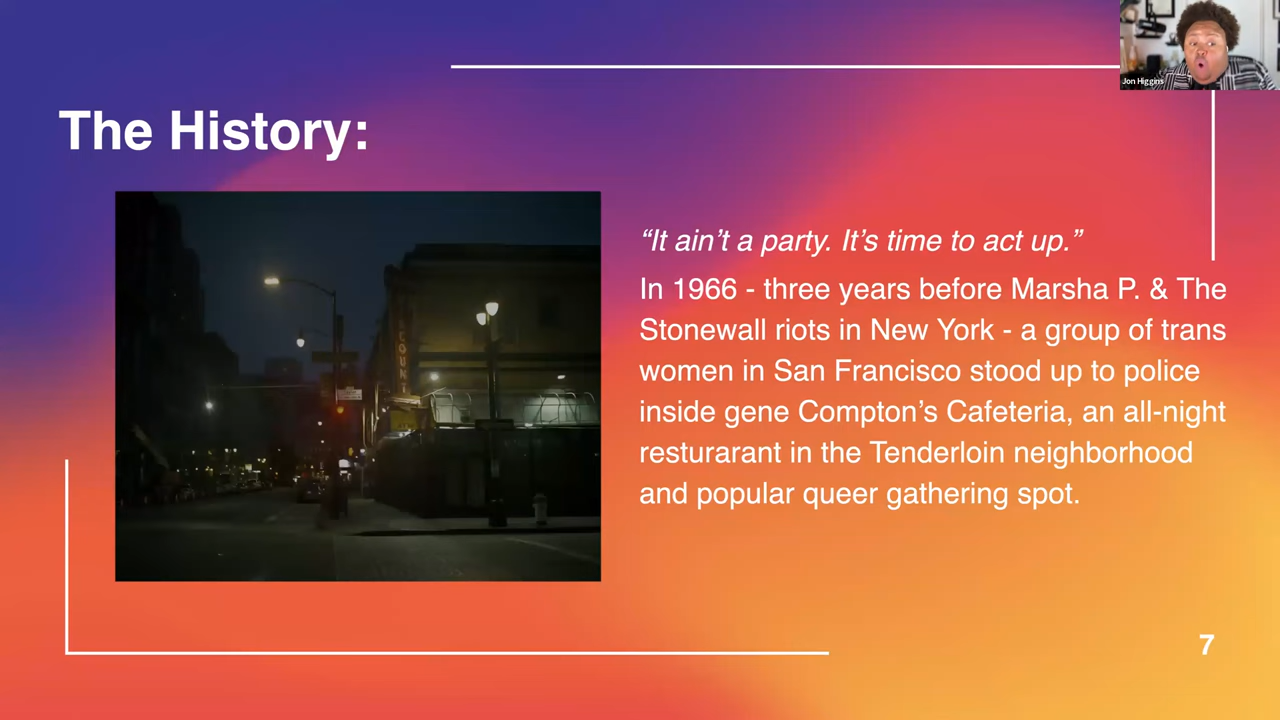 Jon Higgins
The History:
“It ain’t a party. It’s time to act up.”
In 1966 - three years before Marsha P. & The
Stonewall riots in New York - a group of trans
women in San Francisco stood up to police
inside gene Compton’s Cafeteria, an all-night
resturarant in the Tenderloin neighborhood
and popular queer gathering spot.
7